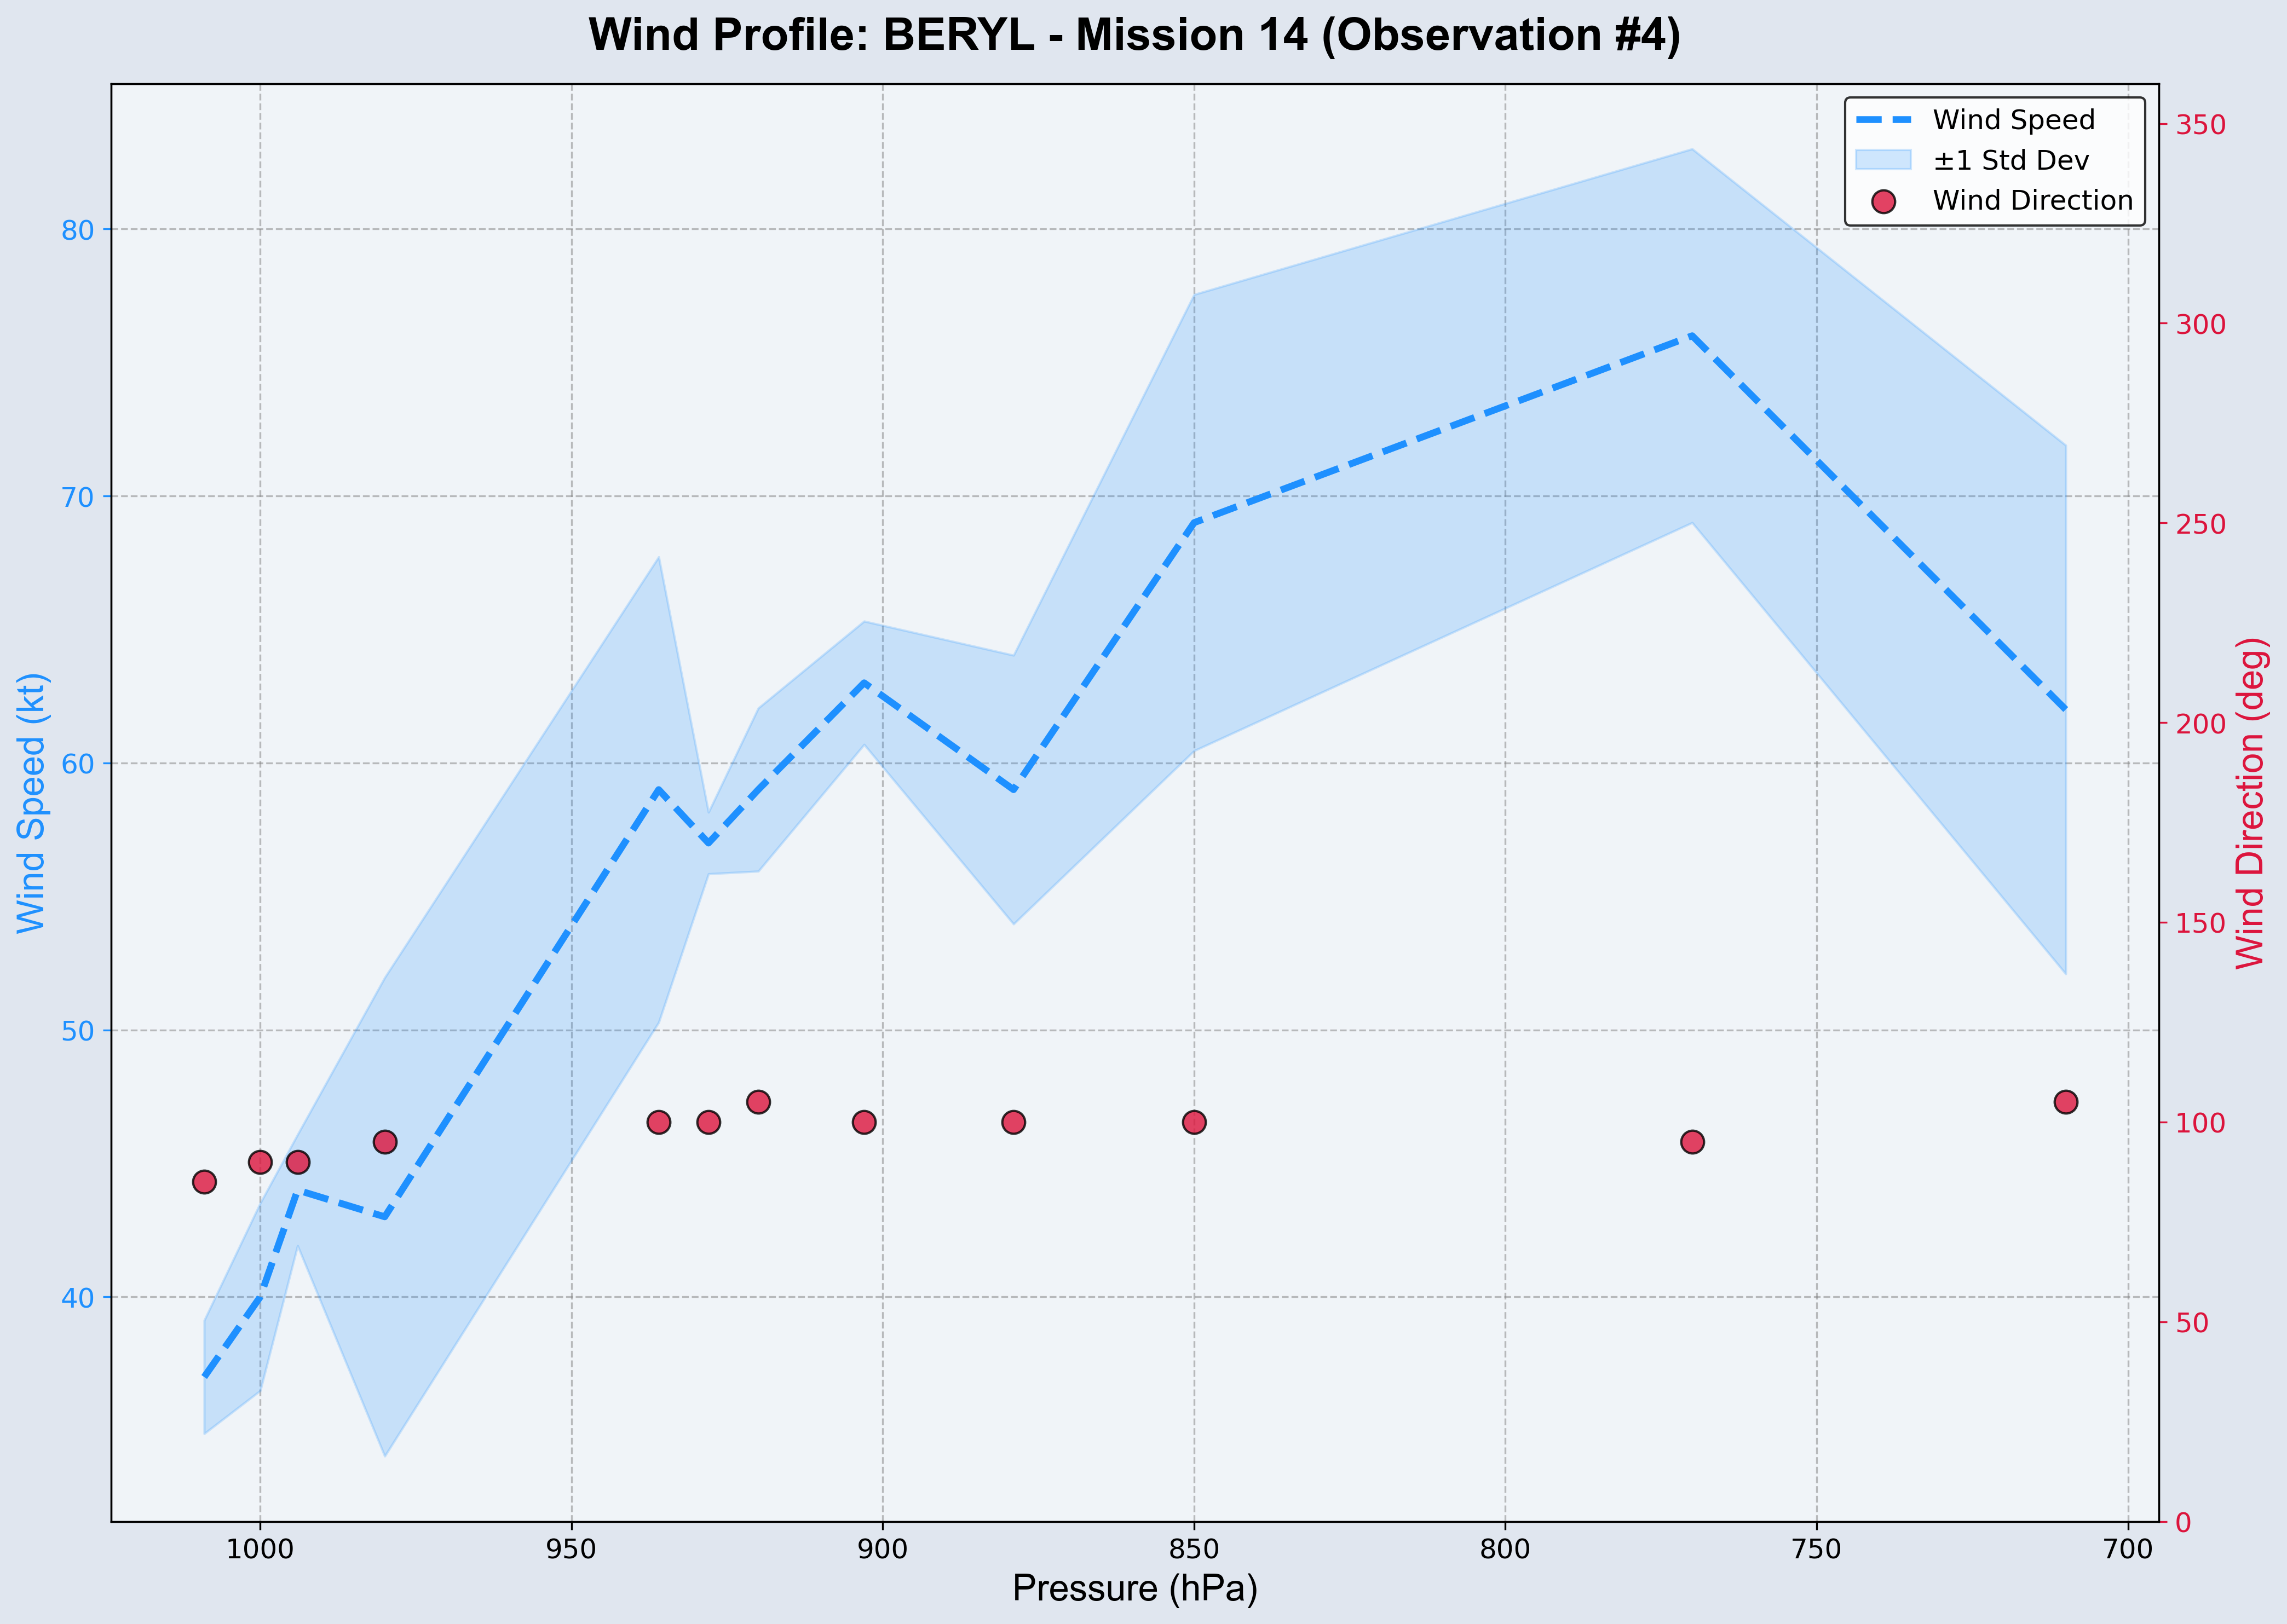 Wind Profile: BERYL - Mission 14 (Observation #4)
Wind Speed
±1 Std Dev
Wind Direction
Wind Speed (kt)
80
70
60
50
40
350
300
250
200
150
100
50
0
Wind Direction (deg)
1000
950
900
850
800
750
700
Pressure (hPa)